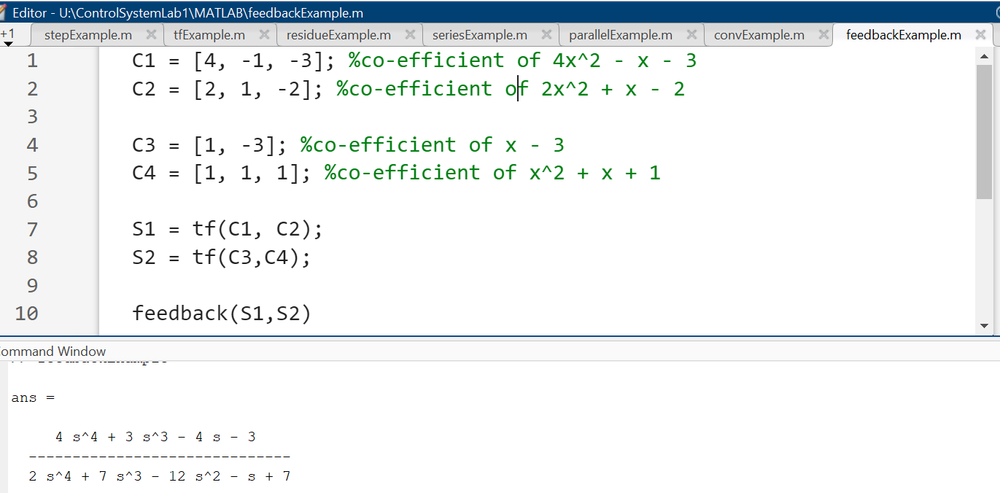 Editor - U:\ControlSystemLab1\MATLAB\feedbackExample.m
+1 stepExample.m tfExample.m residueExample.m seriesExample.m parallelExample.m convExample.m feedbackExample.m
1 C1 = [4, -1, -3]; %co-efficient of 4x^2 - x - 3
2 C2 = [2, 1, -2]; %co-efficient of 2x^2 + x - 2
3
4 C3 = [1, -3]; %co-efficient of x - 3
5 C4 = [1, 1, 1]; %co-efficient of x^2 + x + 1
6
7 S1 = tf(C1, C2);
8 S2 = tf(C3,C4);
9
10 feedback(S1,S2)
ommand Window
ans =
4 s^4 + 3 s^3 - 4 s - 3
------------------------------
2 s^4 + 7 s^3 - 12 s^2 - s + 7